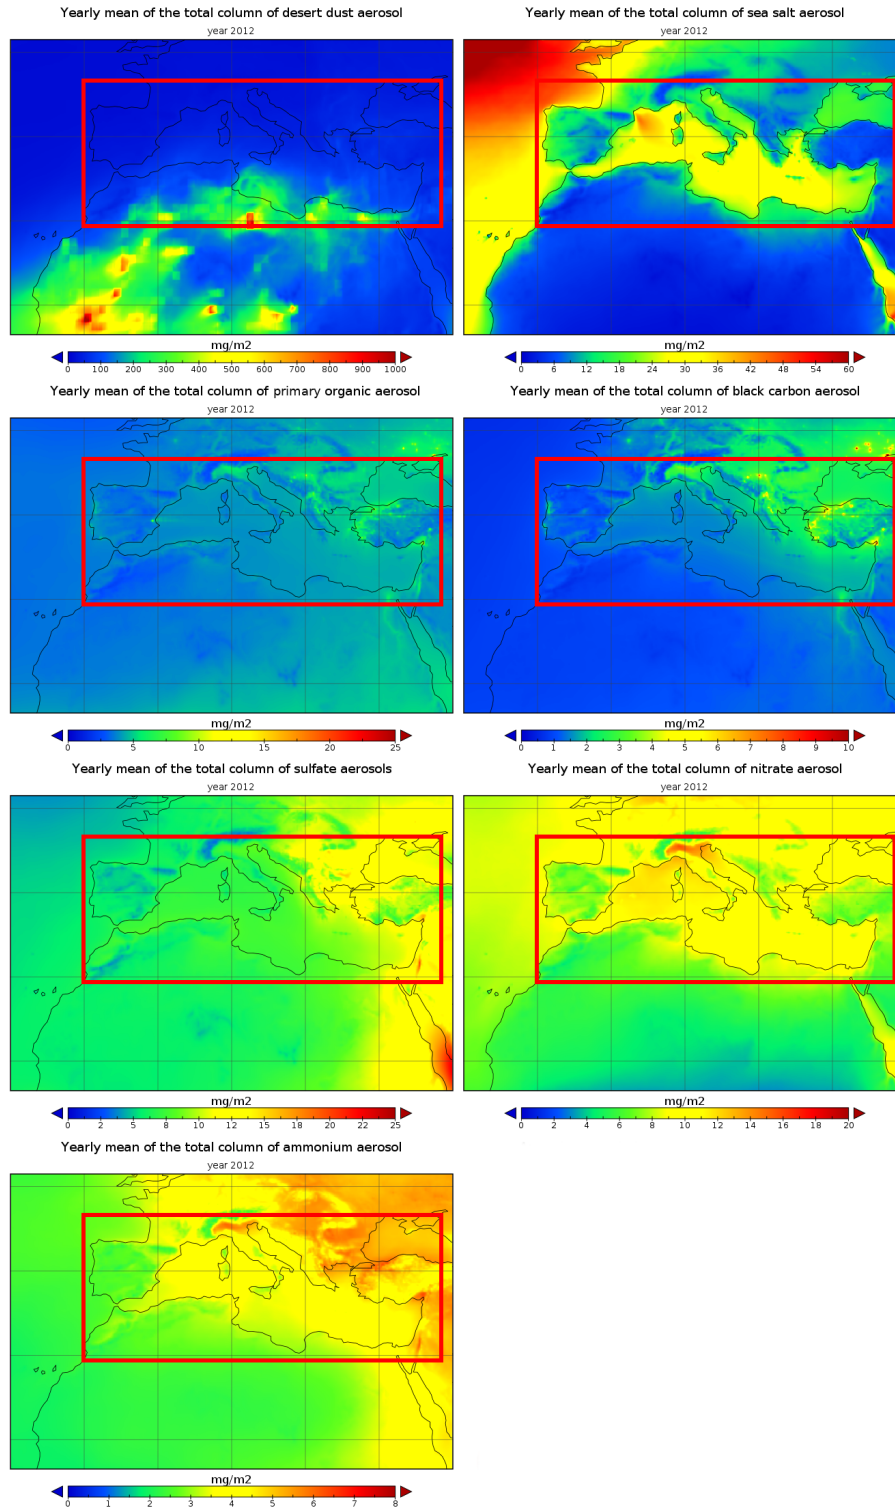 Yearly mean of the total column of desert dust aerosol
year 2012
mg/m2
0 100 200 300 400 500 600 700 800 900 1000
Yearly mean of the total column of sea salt aerosol
year 2012
mg/m2
0 6 12 18 24 30 36 42 48 54 60
Yearly mean of the total column of primary organic aerosol
year 2012
mg/m2
0 5 10 15 20 25
Yearly mean of the total column of black carbon aerosol
year 2012
mg/m2
0 1 2 3 4 5 6 7 8 9 10
Yearly mean of the total column of sulfate aerosols
year 2012
mg/m2
0 2 5 8 10 12 15 18 20 22 25
Yearly mean of the total column of nitrate aerosol
year 2012
mg/m2
0 2 4 6 8 10 12 14 16 18 20
Yearly mean of the total column of ammonium aerosol
year 2012
mg/m2
0 1 2 3 4 5 6 7 8